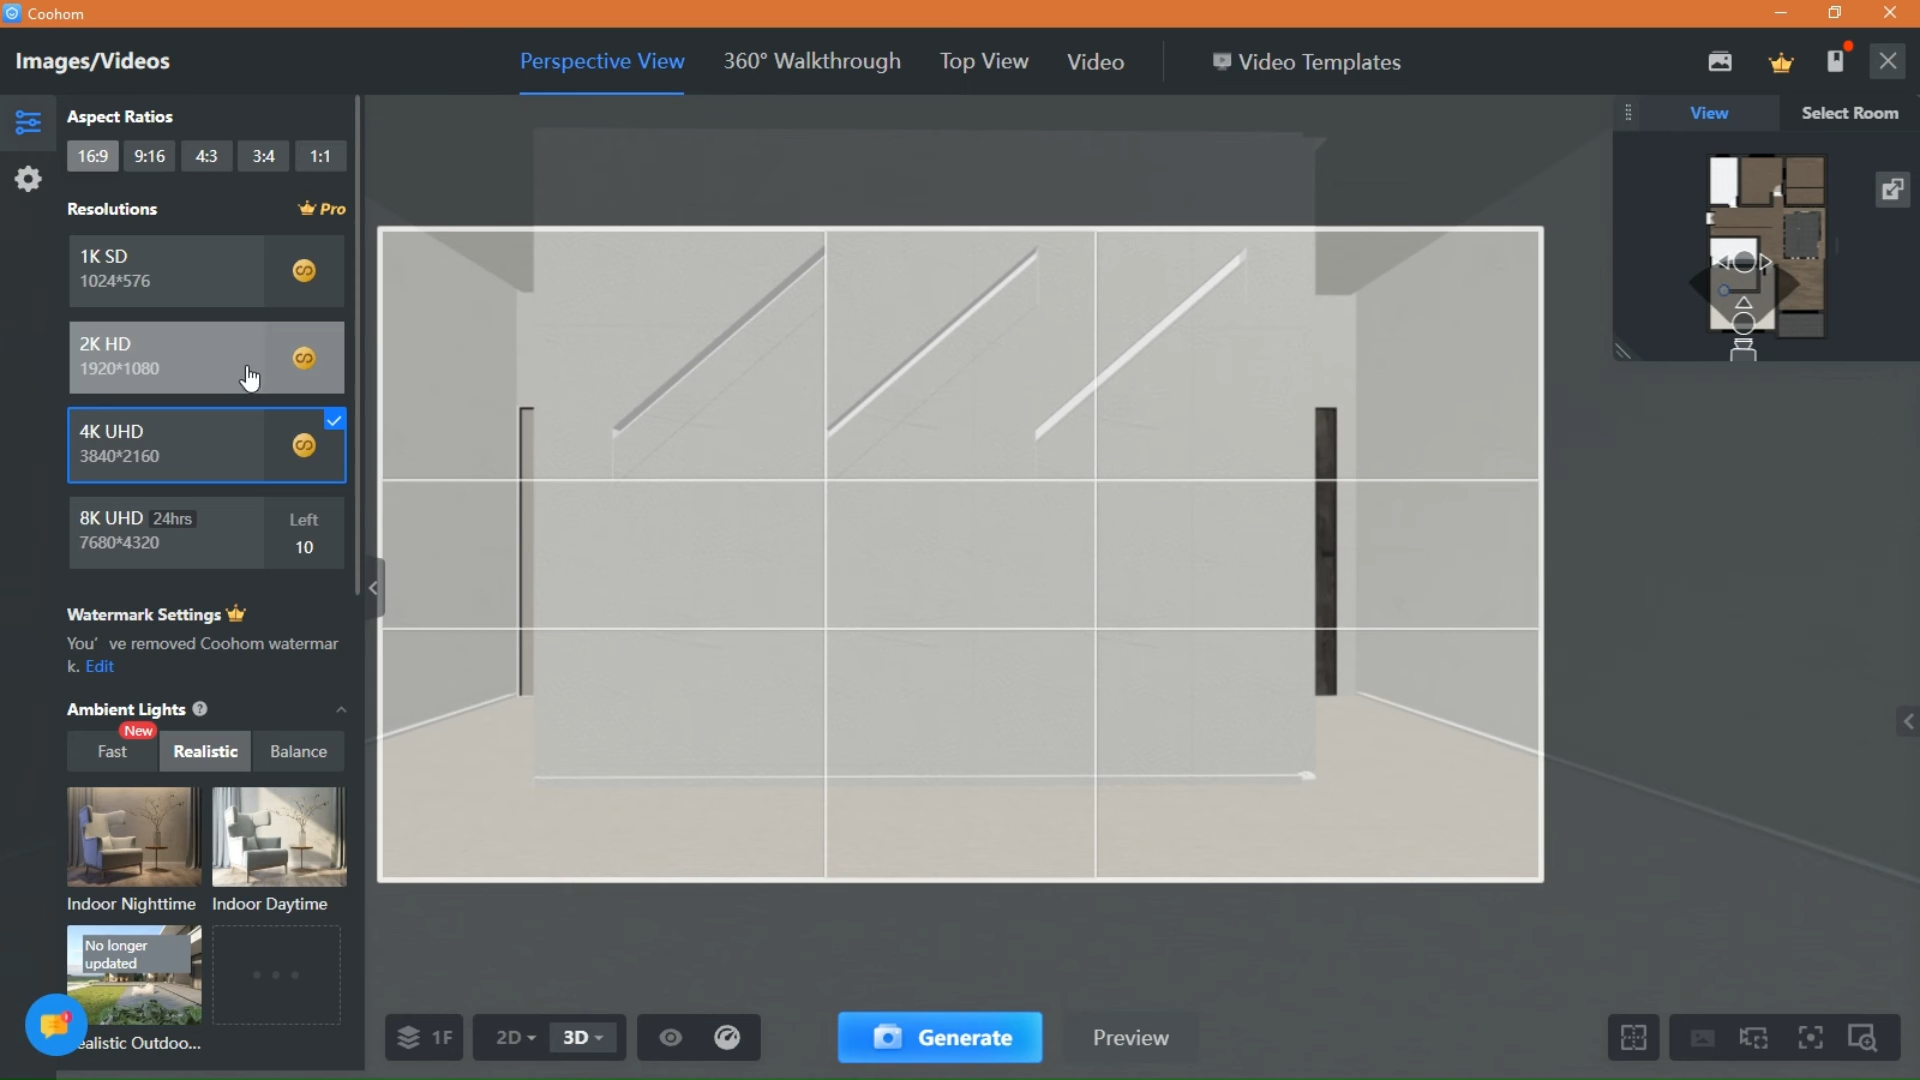 Coohom
Images/Videos
Perspective View
360° Walkthrough
Top View
Video
Video Templates
Aspect Ratios
16:9
9:16
4:3
3:4
1:1
Resolutions
Pro
1K SD
1024*576
2K HD
1920*1080
4K UHD
3840*2160
8K UHD 24hrs
7680*4320
Left
10
Watermark Settings
You' ve removed Coohom watermar
k. Edit
Ambient Lights ?
New
Fast
Realistic
Balance
Indoor Nighttime
Indoor Daytime
No longer
updated
ealistic Outdoo...
View
Select Room
1F
2D
3D
Generate
Preview